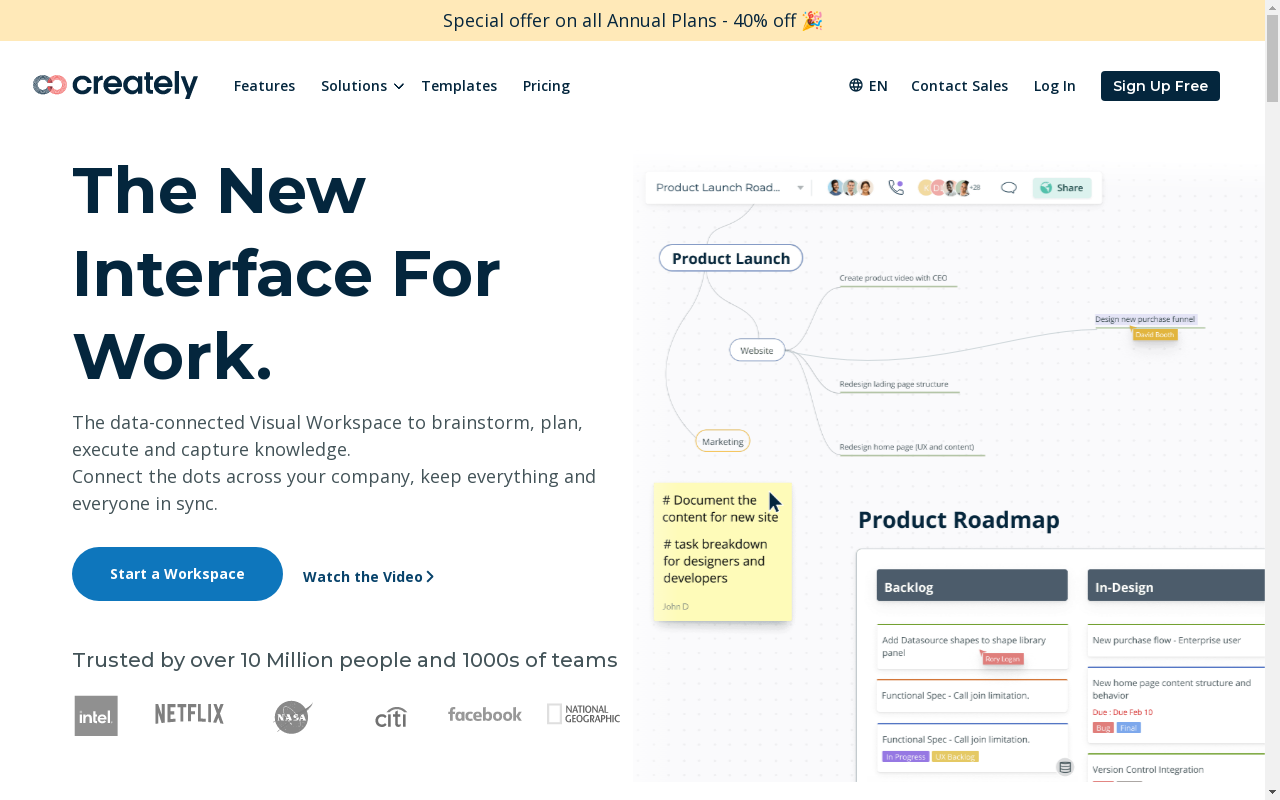 Special offer on all Annual Plans - 40% off 🎉
creately
Features
Solutions
Templates
Pricing
EN
Contact Sales
Log In
Sign Up Free
The New
Interface For
Work.
The data-connected Visual Workspace to brainstorm, plan,
execute and capture knowledge.
Connect the dots across your company, keep everything and
everyone in sync.
Start a Workspace
Watch the Video
Trusted by over 10 Million people and 1000s of teams
intel
NETFLIX
NASA
citi
facebook
NATIONAL
GEOGRAPHIC
Product Launch Road...
+28
Share
Product Launch
Create product video with CEO
Design new purchase funnel
David Booth
Website
Redesign lading page structure
Marketing
Redesign home page (UX and content)
# Document the
content for new site
# task breakdown
for designers and
developers
John D
Product Roadmap
Backlog
In-Design
Add Datasource shapes to shape library
panel
Rory Logan
New purchase flow - Enterprise user
Functional Spec - Call join limitation.
New home page content structure and
behavior
Due : Due Feb 10
Bug
Final
Functional Spec - Call join limitation.
In Progress
UX Backlog
Version Control Integration